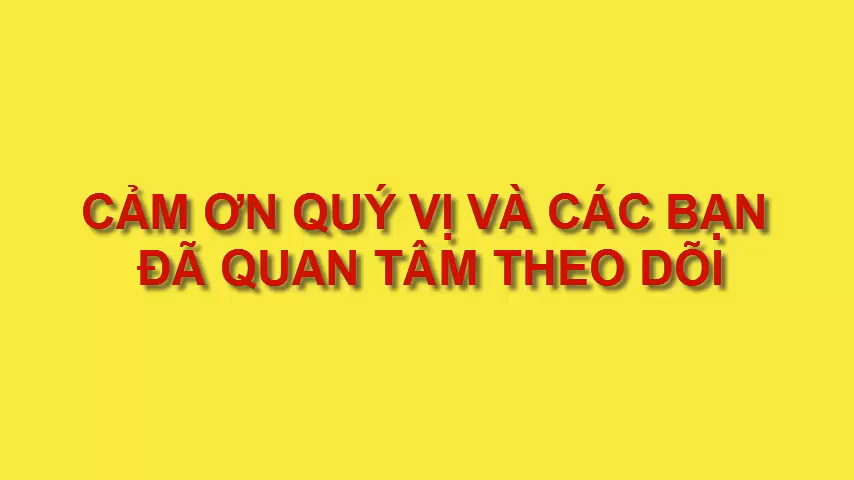 CẢM ƠN QUÝ VỊ VÀ CÁC BẠN
ĐÃ QUAN TÂM THEO DÕI